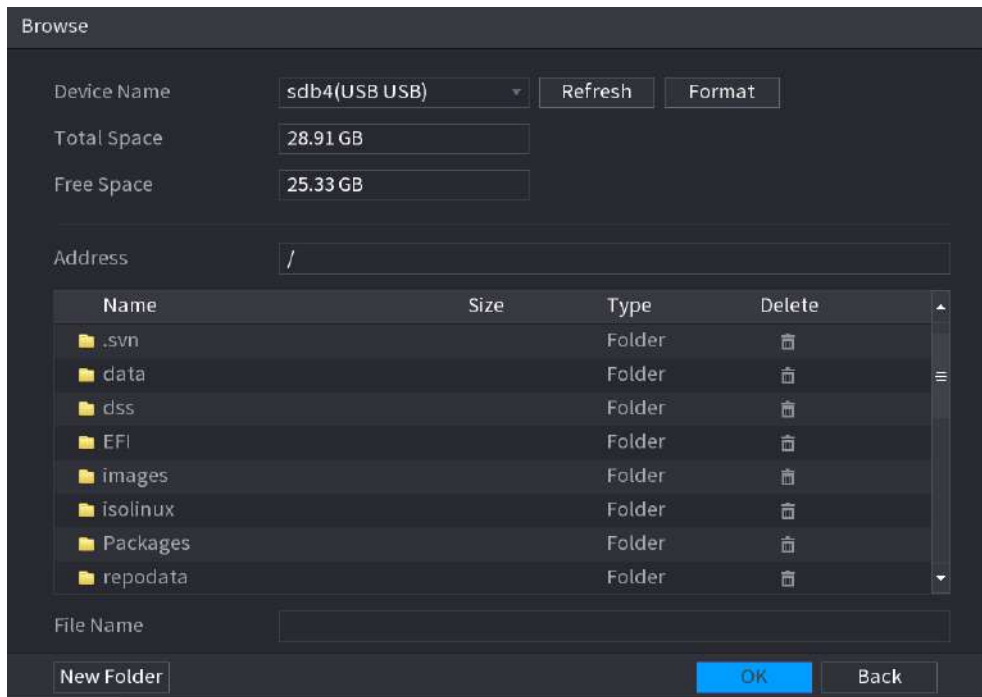 Browse
Device Name sdb4(USB USB) Refresh Format
Total Space 28.91 GB
Free Space 25.33 GB
Address /
Name Size Type Delete
.svn Folder
data Folder
dss Folder
EFI Folder
images Folder
isolinux Folder
Packages Folder
repodata Folder
File Name
New Folder OK Back